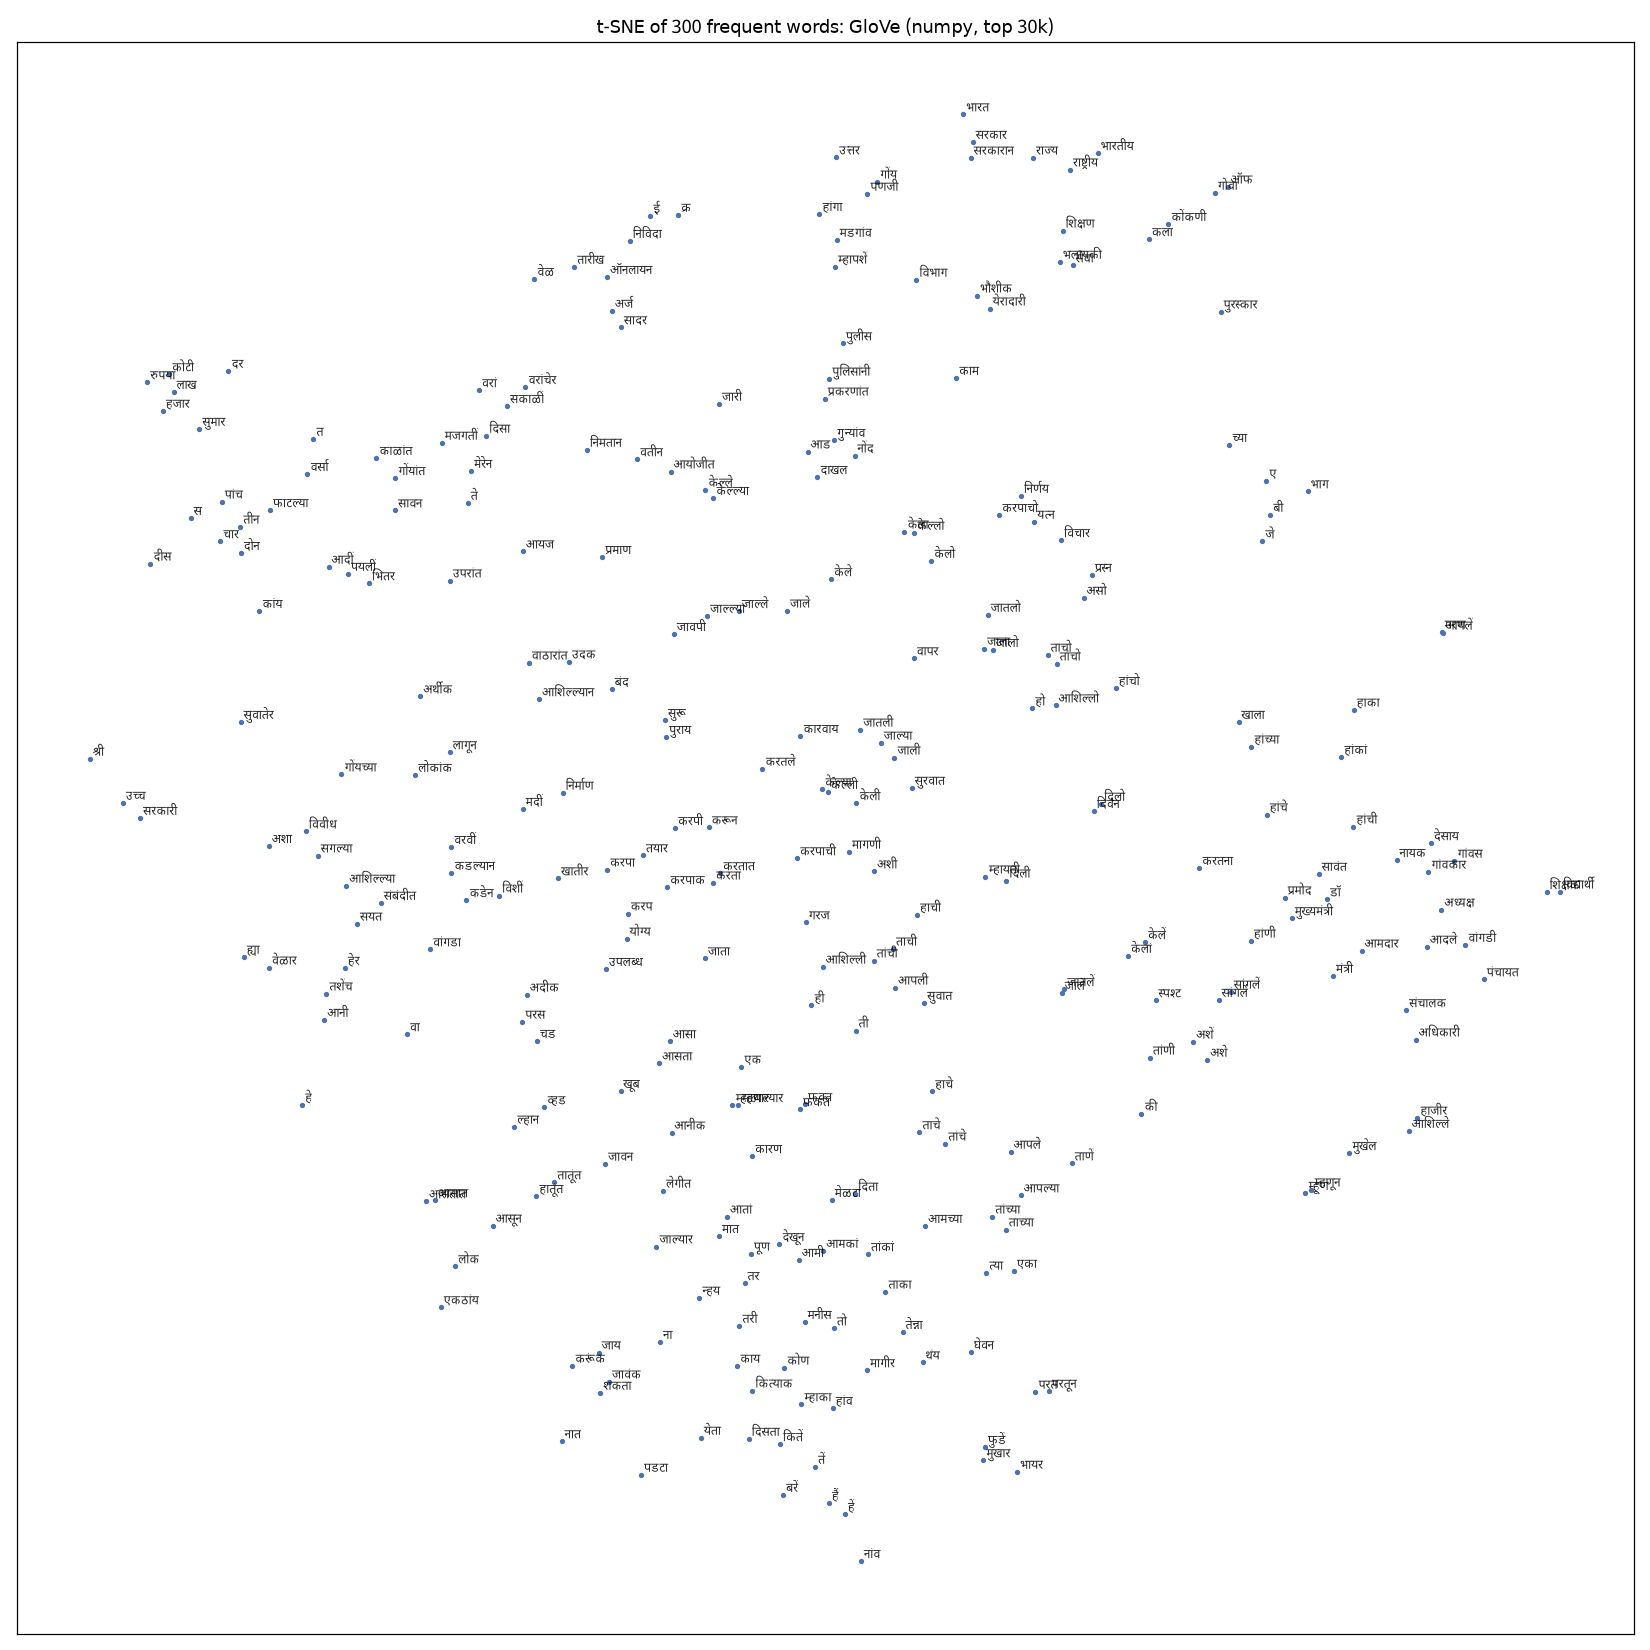 t-SNE of 300 frequent words: GloVe (numpy, top 30k)
भारत
सरकार
सरकारान
राज्य
भारतीय
राष्ट्रीय
उत्तर
गोंय
पणजी
ऑफ
हांगा
ई
क्र
कोंकणी
कला
शिक्षण
निविदा
मडगांव
म्हापशें
तारीख
ऑनलायन
वेळ
विभाग
भौशीक
येरादारी
अर्ज
सादर
पुरस्कार
पुलीस
पुलिसांनी
प्रकरणांत
काम
दर
कोटी
लाख
हजार
सुमार
वरां
वरांचेर
सकाळीं
जारी
त
दिसा
मजगतीं
काळांत
गोंयांत
मेरेन
वर्सा
निमतान
वतीन
आयोजीत
केल्ले
केल्ल्या
गुन्यांव
आड
नोंद
दाखल
च्या
ए
भाग
बी
जे
निर्णय
करपाचो
यत्न
विचार
पांच
स
फाटल्या
तीन
चार
दोन
सावन
ते
दीस
आदीं
पयलीं
भितर
उपरांत
आयज
प्रमाण
केल्लो
केलो
केले
प्रस्न
असो
कांय
जाल्ल्या
जाल्ले
जाले
जावपी
जातलो
वाठारांत
उदक
वापर
ताचो
तांचो
अर्थीक
आशिल्ल्यान
बंद
हांचो
हो
आशिल्लो
हाका
सुवातेर
सुरू
पुराय
कारवाय
जातली
जाल्या
जाली
खाला
हांच्या
हांकां
श्री
लागून
लोकांक
गोंयच्या
करतले
निर्माण
मदीं
केल्ली
केली
सुरवात
दिलो
उच्च
सरकारी
हांचे
हांची
विवीध
अशा
सगल्या
वरवीं
करपी
करून
तयार
करपाची
मागणी
अशी
देसाय
नायक
गांवस
गांवकार
कडल्यान
खातीर
करपा
करपाक
करतात
करता
करतना
सावंत
प्रमोद
डॉ
विद्यार्थी
आशिल्ल्या
संबंदीत
कडेन
विशीं
दिली
मुख्यमंत्री
अध्यक्ष
सयत
करप
योग्य
गरज
हाची
वांगडा
ताची
तांची
केलें
केलां
हांणी
आमदार
आदले
वांगडी
ह्या
वेळार
हेर
उपलब्ध
जाता
आशिल्ली
मंत्री
पंचायत
तशेंच
आनी
अदीक
आपली
सुवात
ही
स्पश्ट
सांगलें
संचालक
वा
परस
चड
ती
अशें
अशे
अधिकारी
आसा
आसता
एक
तांणी
खूब
हाचे
हे
व्हड
ल्हान
की
हाजीर
आशिल्ले
आनीक
ताचे
तांचे
कारण
आपले
ताणें
मुखेल
जावन
तातूंत
हातूंत
लेगीत
मेळटा
दिता
आपल्या
म्हणून
आसून
आतां
मात
तांच्या
ताच्या
आमच्या
जाल्यार
पूण
देखून
आमी
आमकां
तांकां
लोक
त्या
एका
तर
ताका
न्हय
एकठांय
तरी
मनीस
तो
तेन्ना
ना
घेवन
जाय
करूंक
काय
कोण
थंय
मागीर
जावंक
शकता
कित्याक
म्हाका
हांव
परतून
येता
दिसता
कितें
नात
फुडें
मुखार
भायर
पडटा
तें
बरें
हैं
हें
नांव